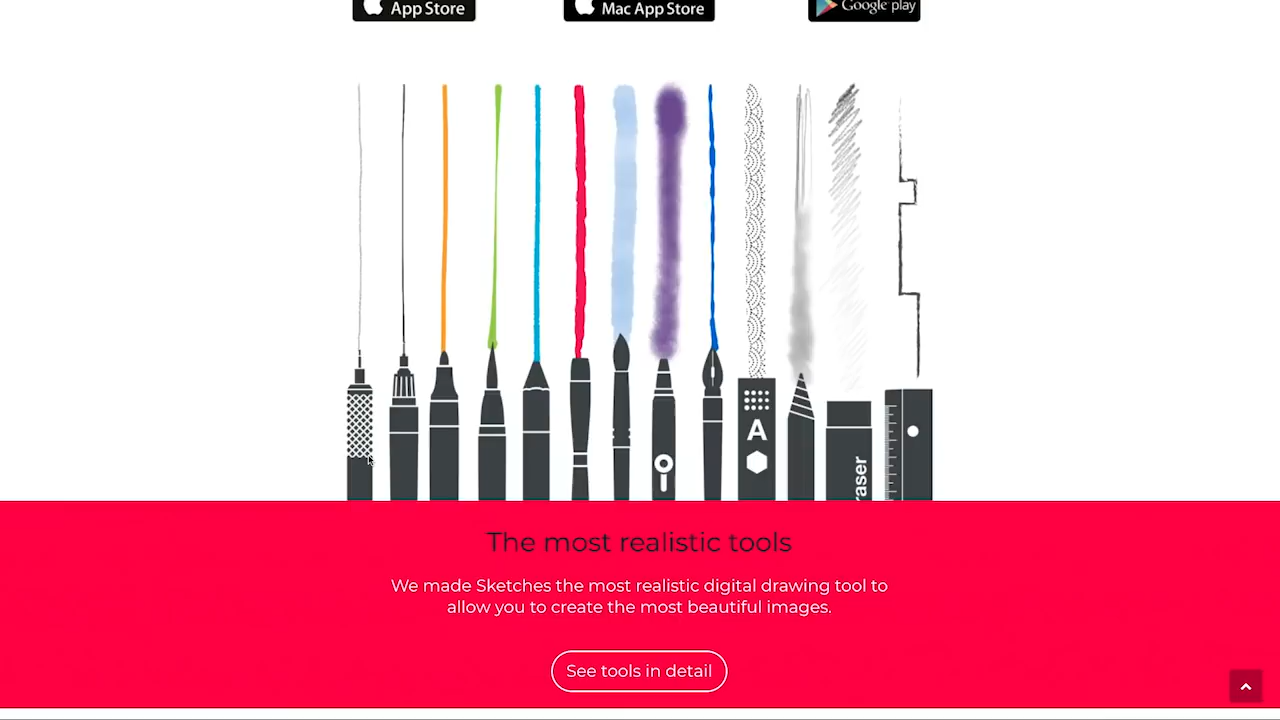 App Store
Mac App Store
Google play
A
raser
The most realistic tools
We made Sketches the most realistic digital drawing tool to
allow you to create the most beautiful images.
See tools in detail